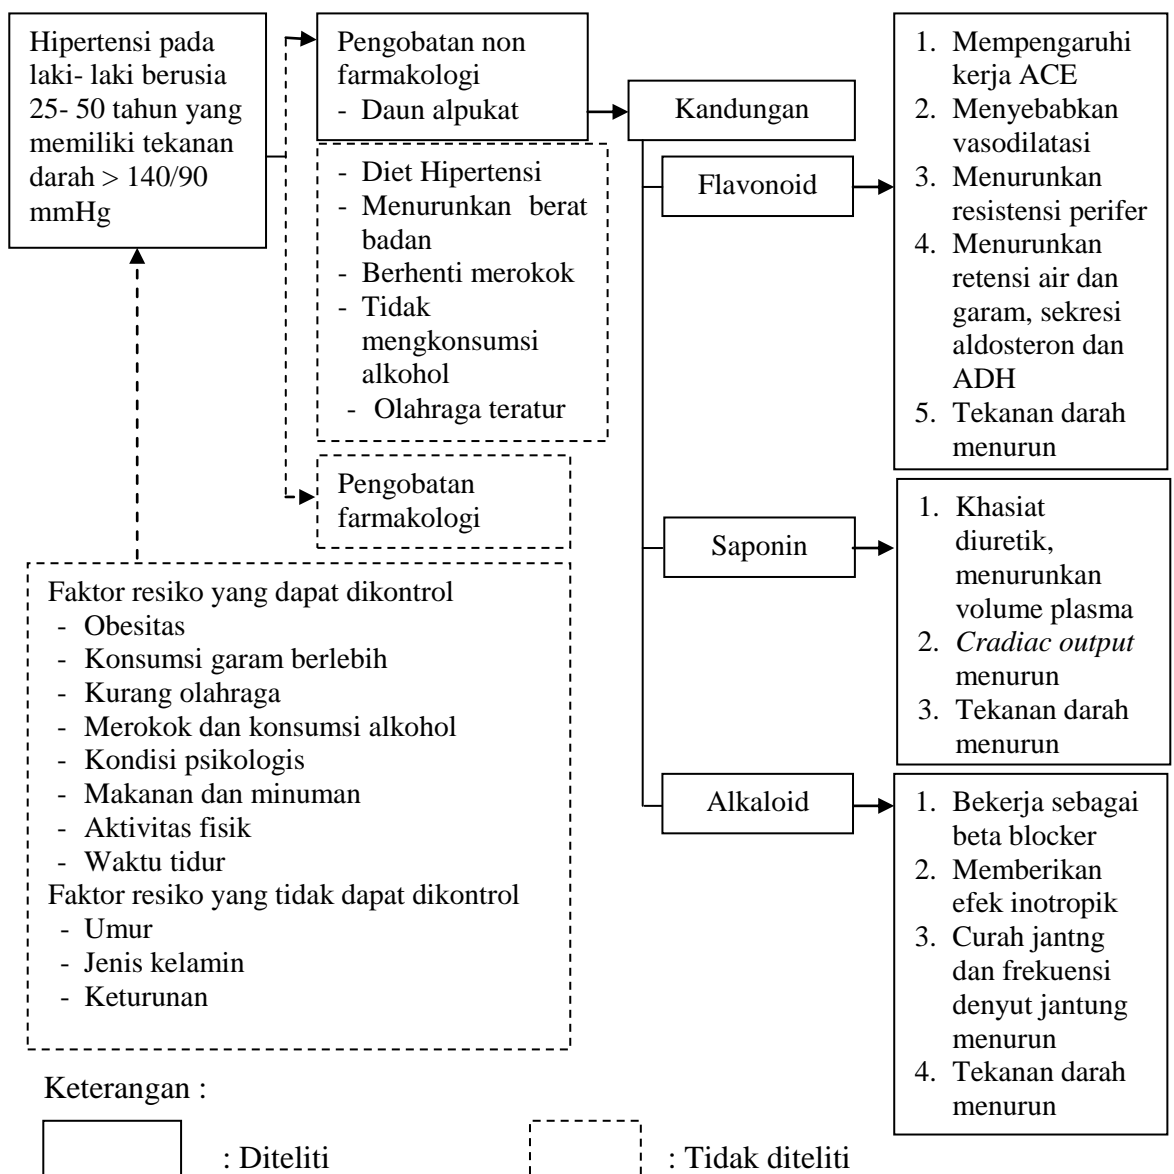 Hipertensi pada
laki- laki berusia
25- 50 tahun yang
memiliki tekanan
darah > 140/90
mmHg
Pengobatan non
farmakologi
- Daun alpukat
- Diet Hipertensi
- Menurunkan berat
badan
- Berhenti merokok
- Tidak
mengkonsumsi
alkohol
- Olahraga teratur
Pengobatan
farmakologi
Faktor resiko yang dapat dikontrol
- Obesitas
- Konsumsi garam berlebih
- Kurang olahraga
- Merokok dan konsumsi alkohol
- Kondisi psikologis
- Makanan dan minuman
- Aktivitas fisik
- Waktu tidur
Faktor resiko yang tidak dapat dikontrol
- Umur
- Jenis kelamin
- Keturunan
Kandungan
Flavonoid
1. Mempengaruhi
kerja ACE
2. Menyebabkan
vasodilatasi
3. Menurunkan
resistensi perifer
4. Menurunkan
retensi air dan
garam, sekresi
aldosteron dan
ADH
5. Tekanan darah
menurun
Saponin
1. Khasiat
diuretik,
menurunkan
volume plasma
2. Cradiac output
menurun
3. Tekanan darah
menurun
Alkaloid
1. Bekerja sebagai
beta blocker
2. Memberikan
efek inotropik
3. Curah jantng
dan frekuensi
denyut jantung
menurun
4. Tekanan darah
menurun
Keterangan :
: Diteliti
: Tidak diteliti